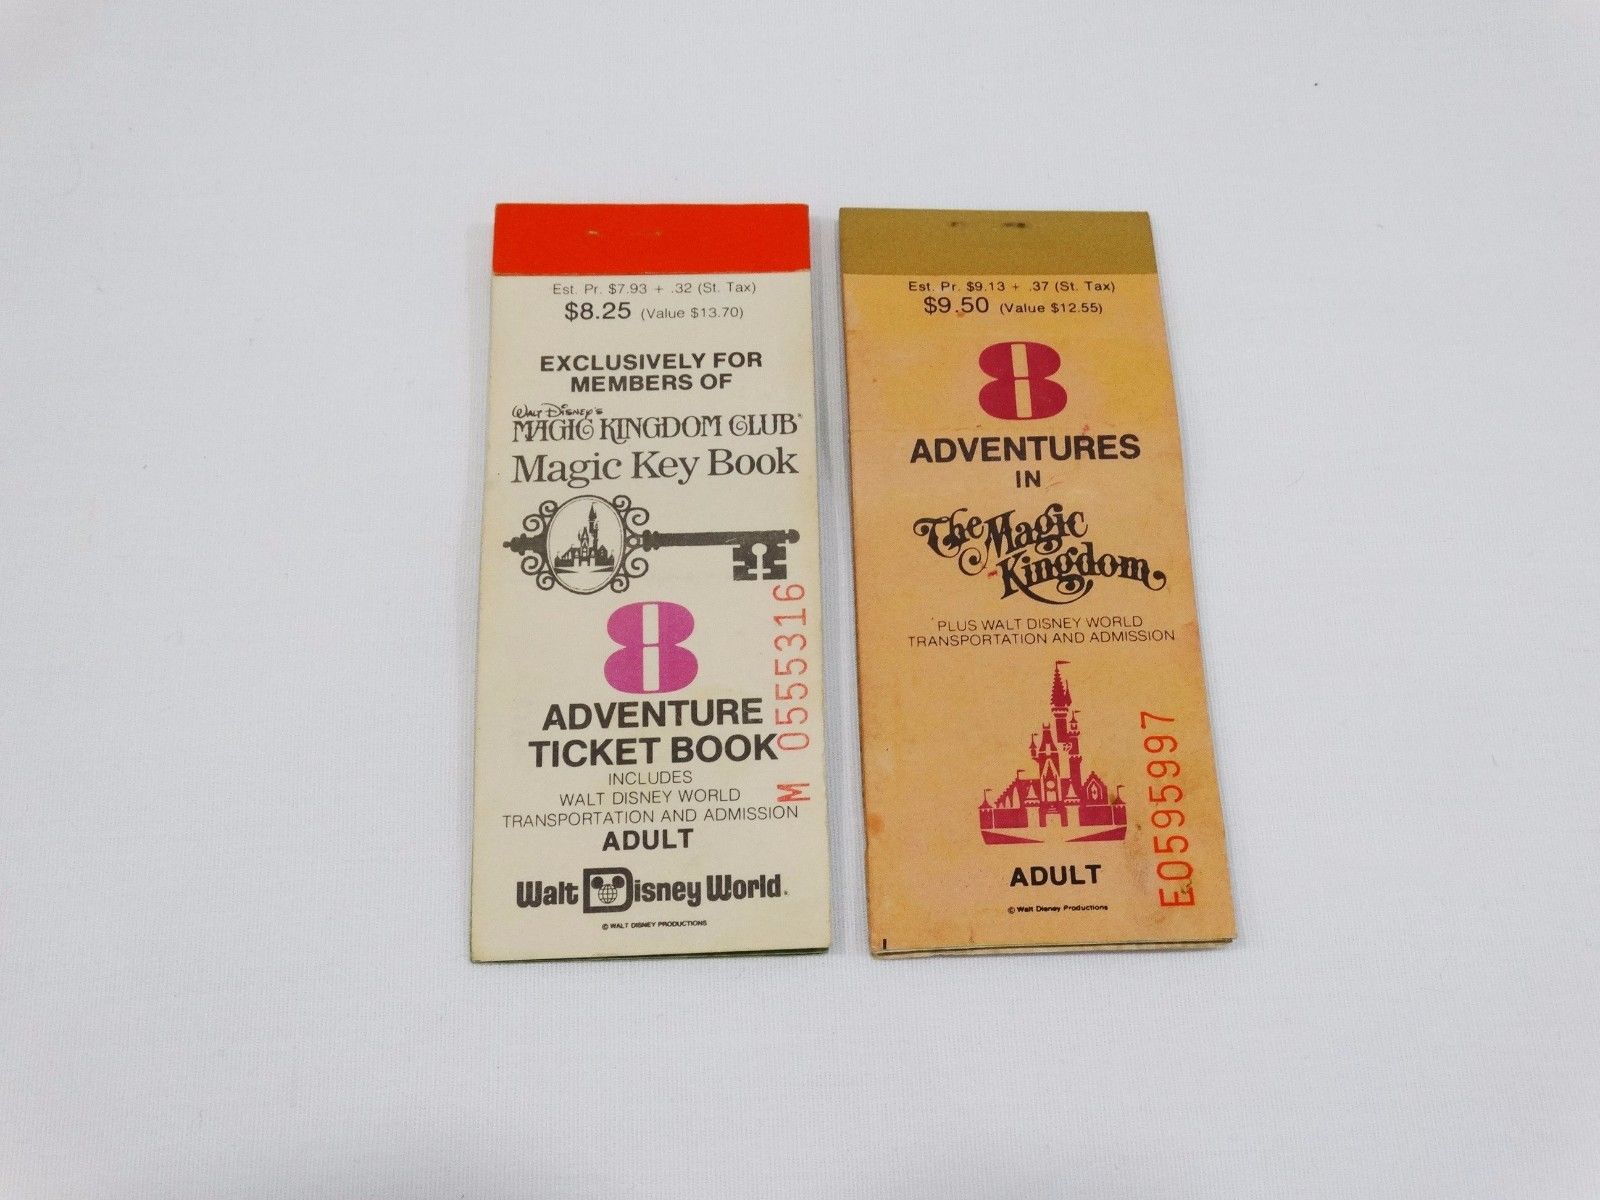 Est. Pr. $7.93 + .32 (St. Tax)
$8.25 (Value $13.70)
EXCLUSIVELY FOR
MEMBERS OF
WALT DISNEY'S
MAGIC KINGDOM CLUB®
Magic Key Book
8
ADVENTURE
TICKET BOOK
INCLUDES
WALT DISNEY WORLD
TRANSPORTATION AND ADMISSION
ADULT
Walt Disney World®
© WALT DISNEY PRODUCTIONS
M 0555316
Est. Pr. $9.13 + .37 (St. Tax)
$9.50 (Value $12.55)
8
ADVENTURES
IN
The Magic
Kingdom
PLUS WALT DISNEY WORLD
TRANSPORTATION AND ADMISSION
ADULT
© Walt Disney Productions
E0595997